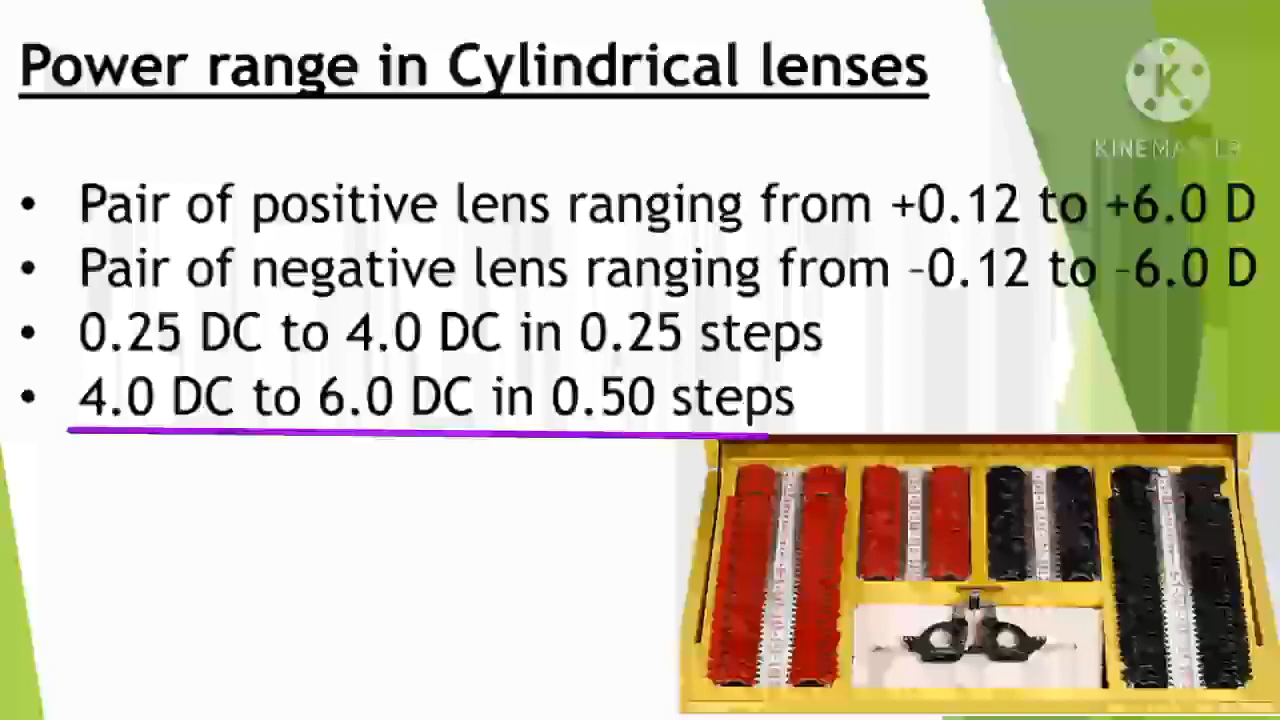 Power range in Cylindrical lenses
K
KINEMASTER
• Pair of positive lens ranging from +0.12 to +6.0 D
• Pair of negative lens ranging from -0.12 to -6.0 D
• 0.25 DC to 4.0 DC in 0.25 steps
• 4.0 DC to 6.0 DC in 0.50 steps